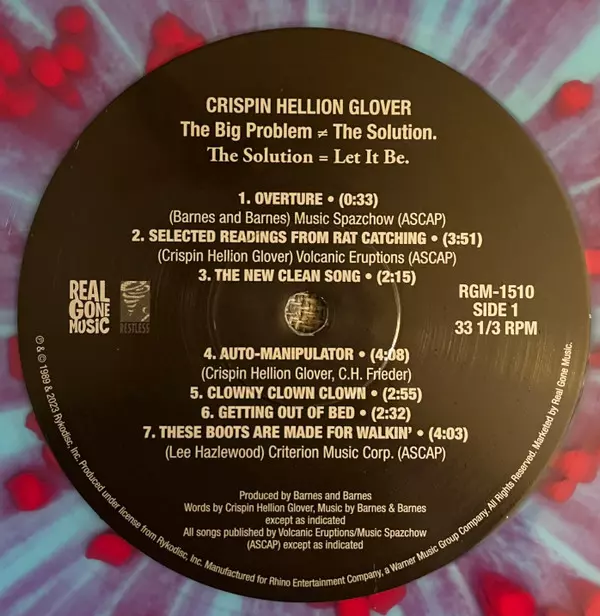 CRISPIN HELLION GLOVER
The Big Problem ≠ The Solution.
The Solution = Let It Be.
1. OVERTURE • (0:33)
(Barnes and Barnes) Music Spazchow (ASCAP)
2. SELECTED READINGS FROM RAT CATCHING • (3:51)
(Crispin Hellion Glover) Volcanic Eruptions (ASCAP)
3. THE NEW CLEAN SONG • (2:15)
REAL
GONE
MUSIC
RESTLESS
RGM-1510
SIDE 1
33 1/3 RPM
4. AUTO-MANIPULATOR • (4:08)
(Crispin Hellion Glover, C.H. Frieder)
5. CLOWNY CLOWN CLOWN • (2:55)
6. GETTING OUT OF BED • (2:32)
7. THESE BOOTS ARE MADE FOR WALKIN' • (4:03)
(Lee Hazlewood) Criterion Music Corp. (ASCAP)
Produced by Barnes and Barnes
Words by Crispin Hellion Glover, Music by Barnes & Barnes
except as indicated
All songs published by Volcanic Eruptions/Music Spazchow
(ASCAP) except as indicated
℗ & © 1989 & 2023 Rykodisc, Inc. Produced under license from Rykodisc, Inc. Manufactured for Rhino Entertainment Company, a Warner Music Group Company. All Rights Reserved. Marketed by Real Gone Music.